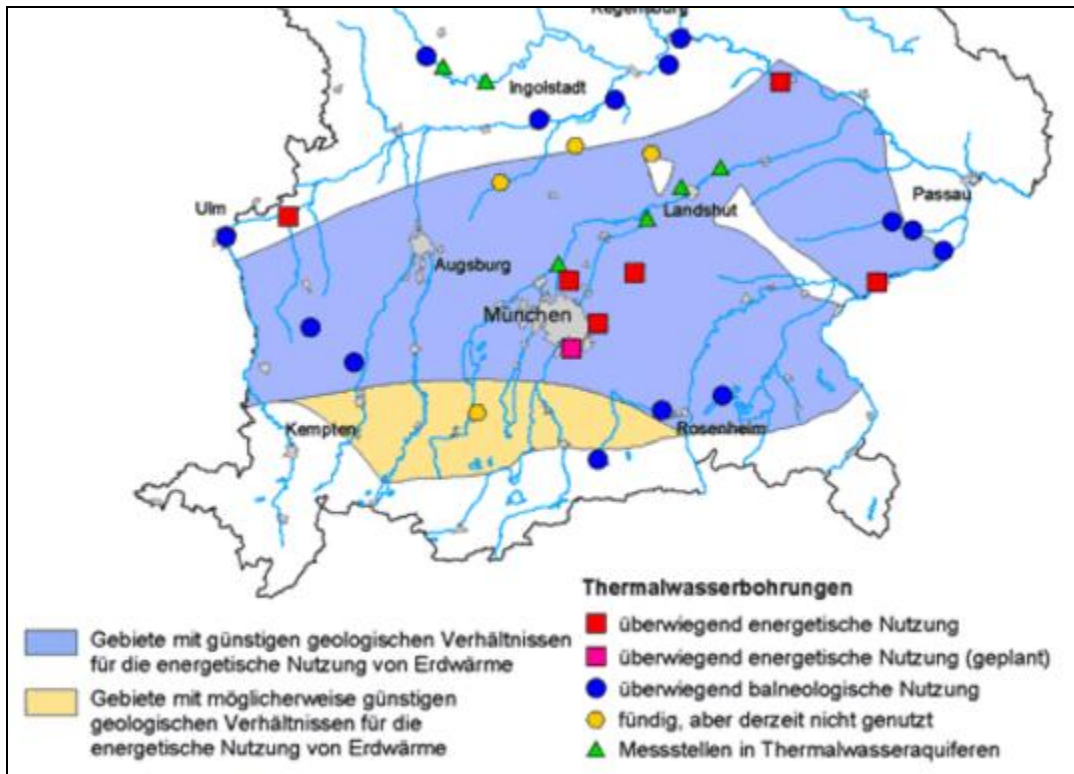 Regensburg
Ingolstadt
Ulm
Passau
Landshut
Augsburg
München
Kempten
Rosenheim
Thermalwasserbohrungen
überwiegend energetische Nutzung
überwiegend energetische Nutzung (geplant)
überwiegend balneologische Nutzung
fündig, aber derzeit nicht genutzt
Messstellen in Thermalwasseraquiferen
Gebiete mit günstigen geologischen Verhältnissen
für die energetische Nutzung von Erdwärme
Gebiete mit möglicherweise günstigen
geologischen Verhältnissen für die
energetische Nutzung von Erdwärme